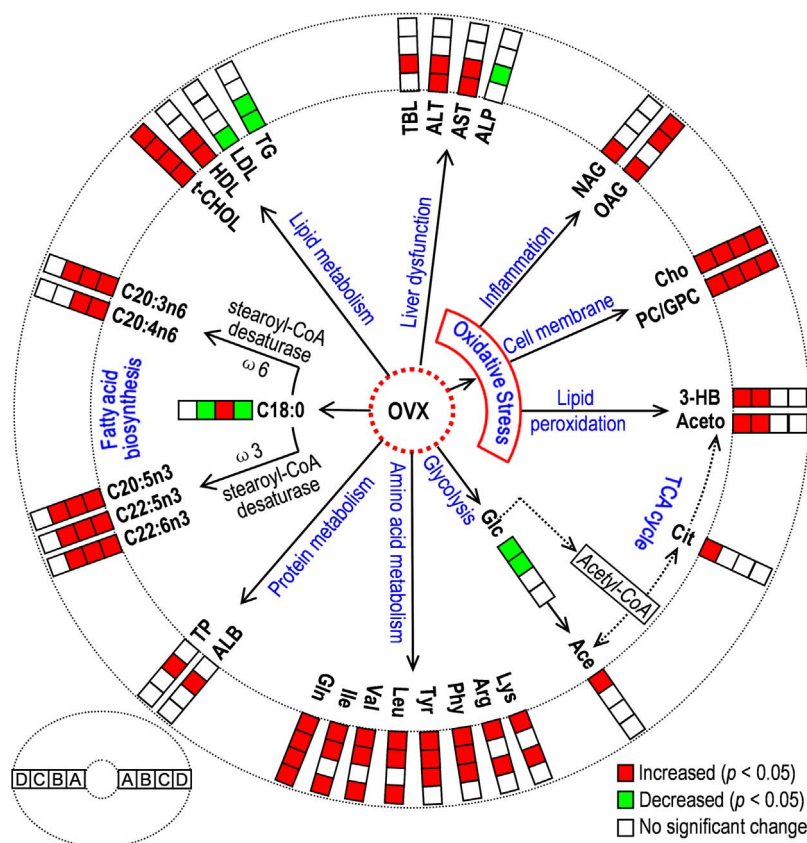 TBL
ALT
AST
ALP
TG
LDL
HDL
t-CHOL
NAG
OAG
Cho
PC/GPC
Lipid metabolism
Liver dysfunction
Inflammation
Cell membrane
Oxidative Stress
C20:3n6
C20:4n6
stearoyl-CoA
desaturase
ω 6
Fatty acid
biosynthesis
C18:0
OVX
Lipid
peroxidation
3-HB
Aceto
ω 3
stearoyl-CoA
desaturase
C20:5n3
C22:5n3
C22:6n3
Protein metabolism
Amino acid metabolism
Glycolysis
Glc
TCA cycle
Cit
Acetyl-CoA
Ace
TP
ALB
Gln
Ile
Val
Leu
Tyr
Phy
Arg
Lys
D C B A
A B C D
Increased (p < 0.05)
Decreased (p < 0.05)
No significant change